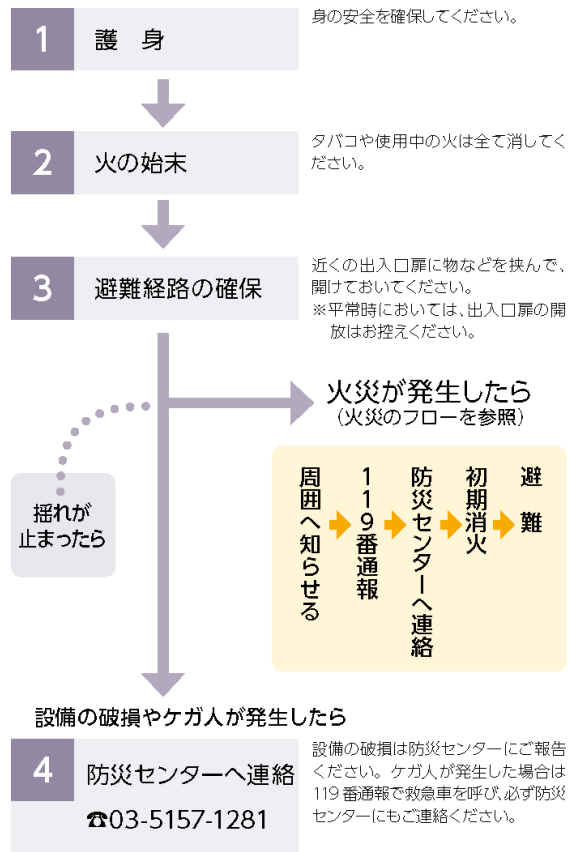 1 護 身
身の安全を確保してください。
2 火の始末
タバコや使用中の火は全て消してく
ださい。
3 避難経路の確保
近くの出入口扉に物などを挟んで、
開けておいてください。
※平常時においては、出入口扉の開
放はお控えください。
火災が発生したら
(火災のフローを参照)
揺れが
止まったら
周囲へ知らせる
119番通報
防災センターへ連絡
初期消火
避 難
設備の破損やケガ人が発生したら
4 防災センターへ連絡
☎03-5157-1281
設備の破損は防災センターにご報告
ください。ケガ人が発生した場合は
119番通報で救急車を呼び、必ず防災
センターにもご連絡ください。